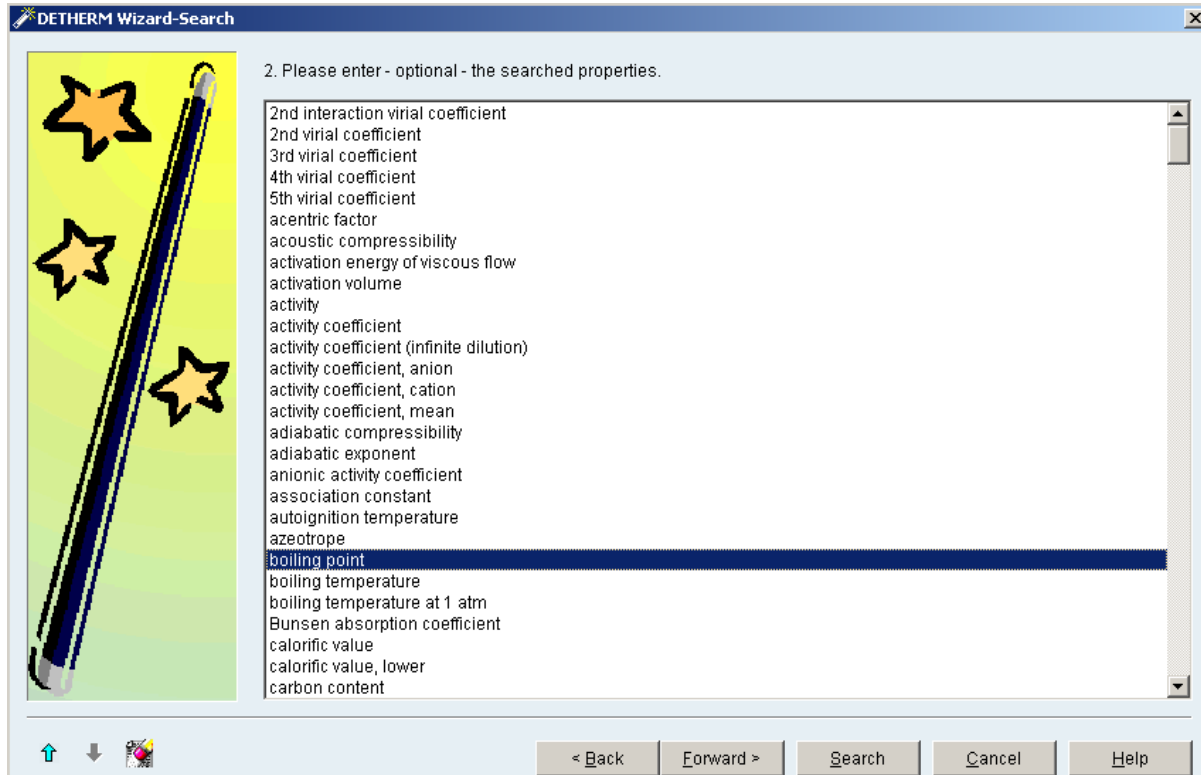 DETHERM Wizard-Search
2. Please enter - optional - the searched properties.
2nd interaction virial coefficient
2nd virial coefficient
3rd virial coefficient
4th virial coefficient
5th virial coefficient
acentric factor
acoustic compressibility
activation energy of viscous flow
activation volume
activity
activity coefficient
activity coefficient (infinite dilution)
activity coefficient, anion
activity coefficient, cation
activity coefficient, mean
adiabatic compressibility
adiabatic exponent
anionic activity coefficient
association constant
autoignition temperature
azeotrope
boiling point
boiling temperature
boiling temperature at 1 atm
Bunsen absorption coefficient
calorific value
calorific value, lower
carbon content
< Back Forward > Search Cancel Help